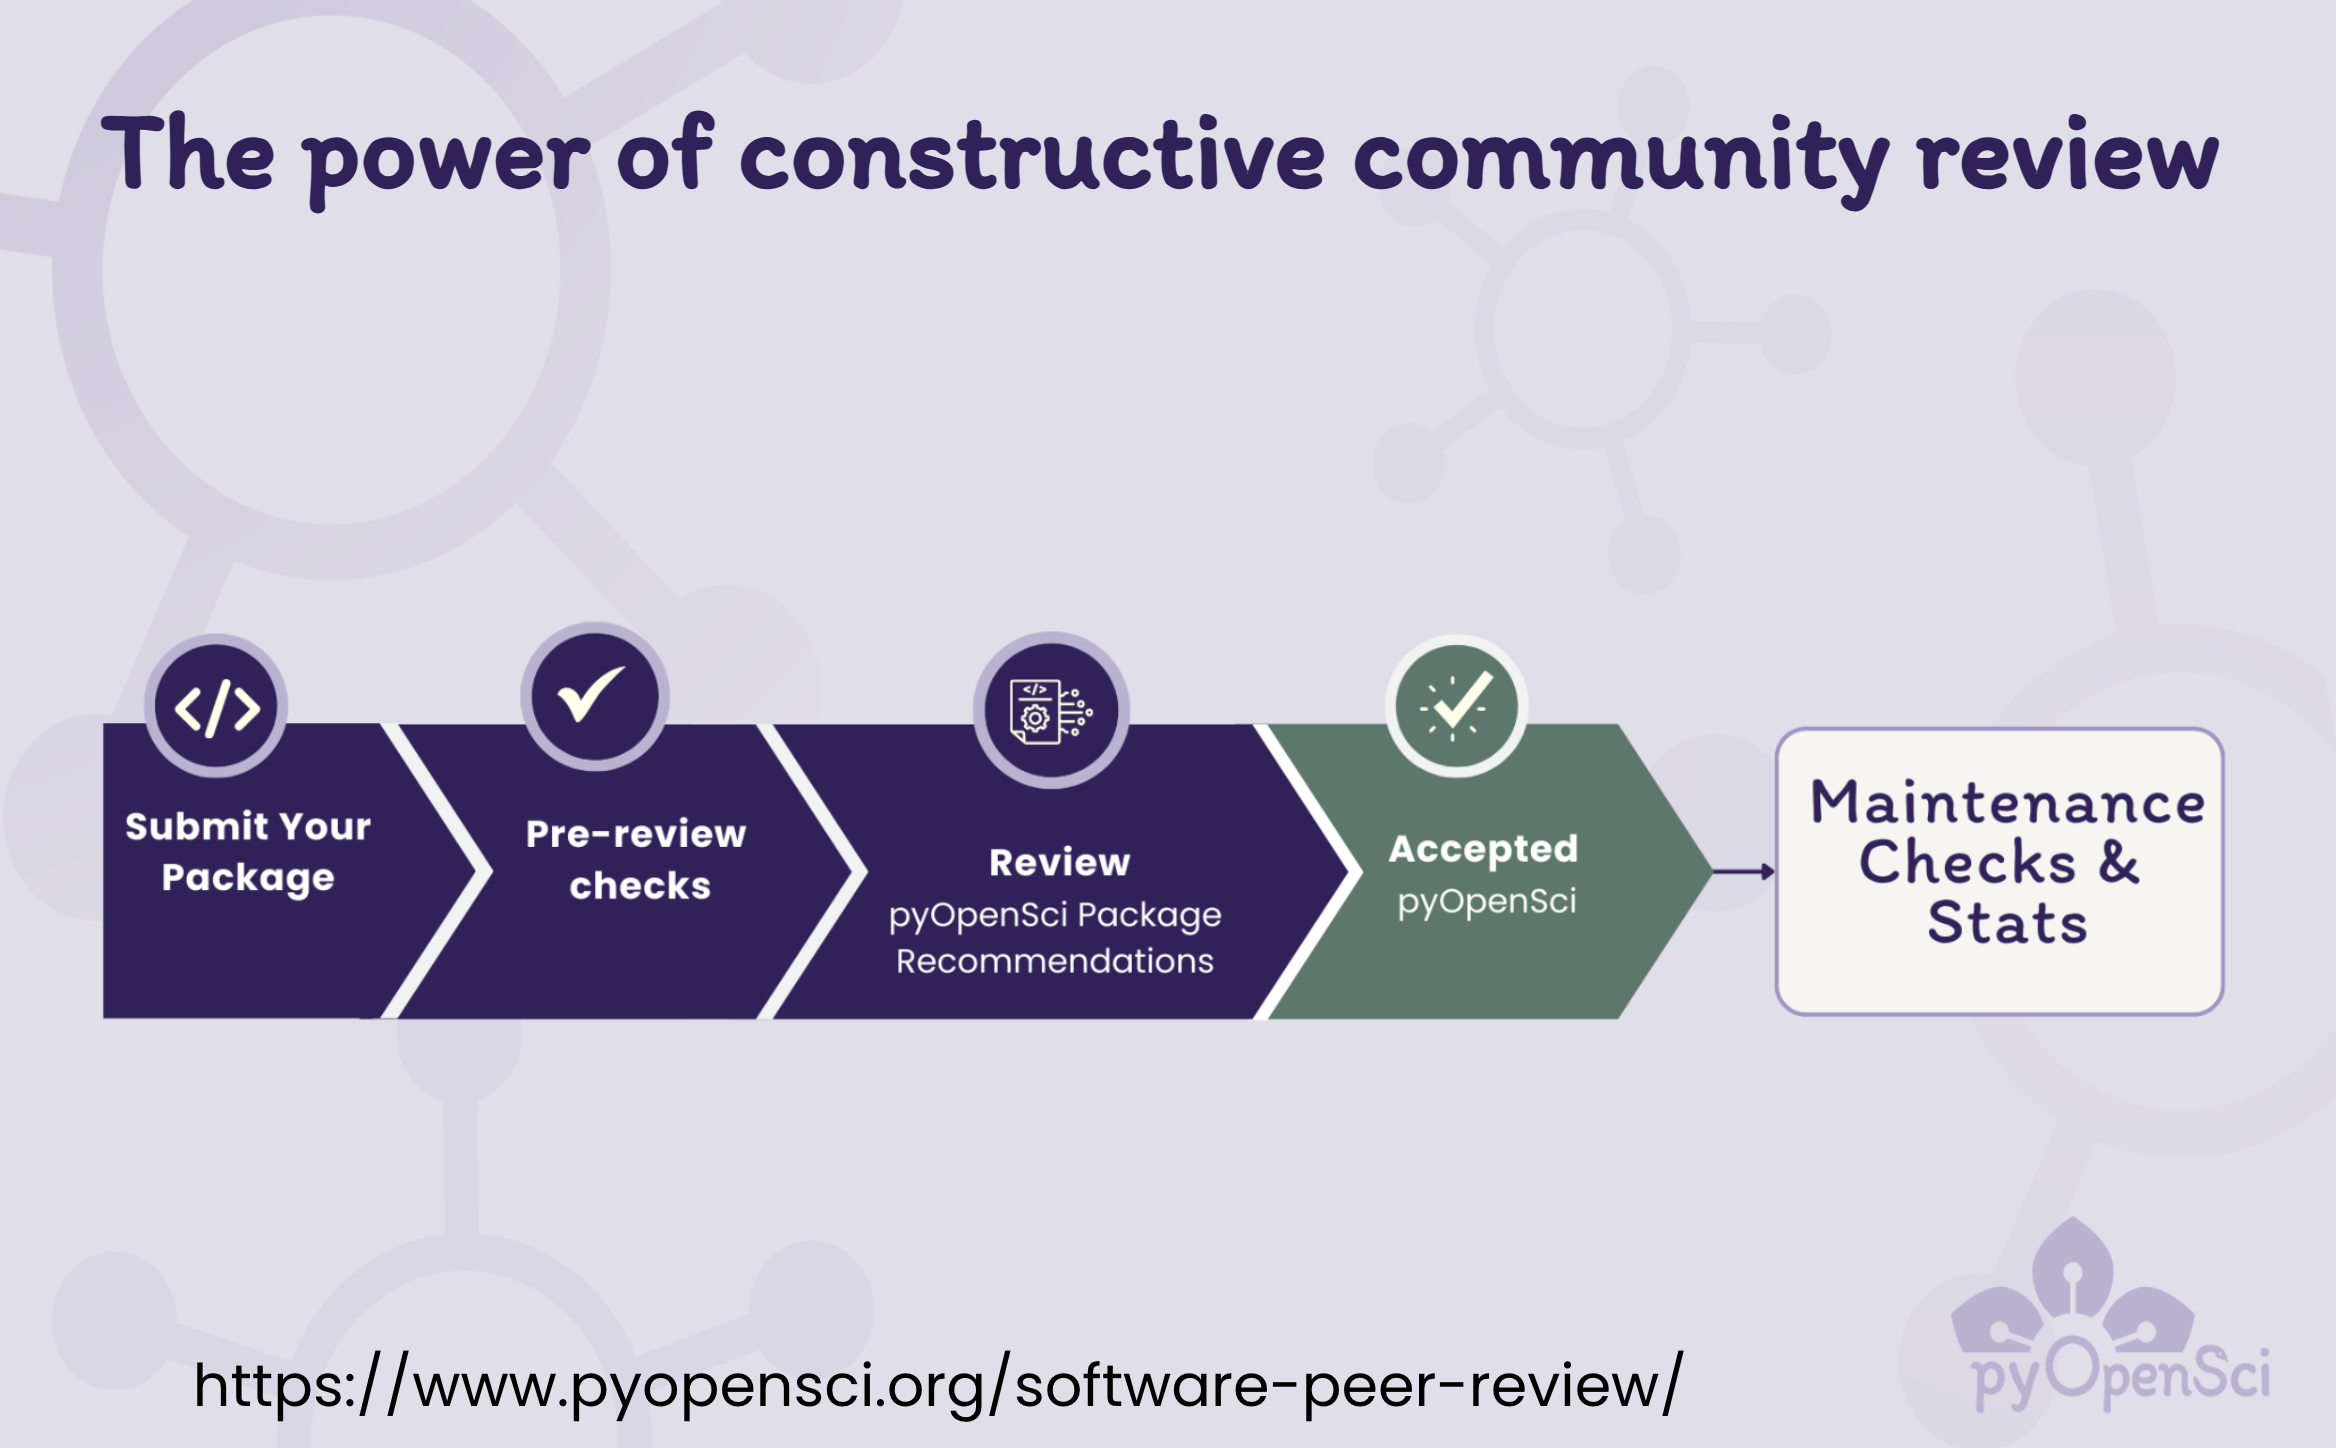 The power of constructive community review
</>
Submit Your
Package
Pre-review
checks
</>
Review
pyOpenSci Package
Recommendations
Accepted
pyOpenSci
Maintenance
Checks &
Stats
https://www.pyopensci.org/software-peer-review/
pyOpenSci